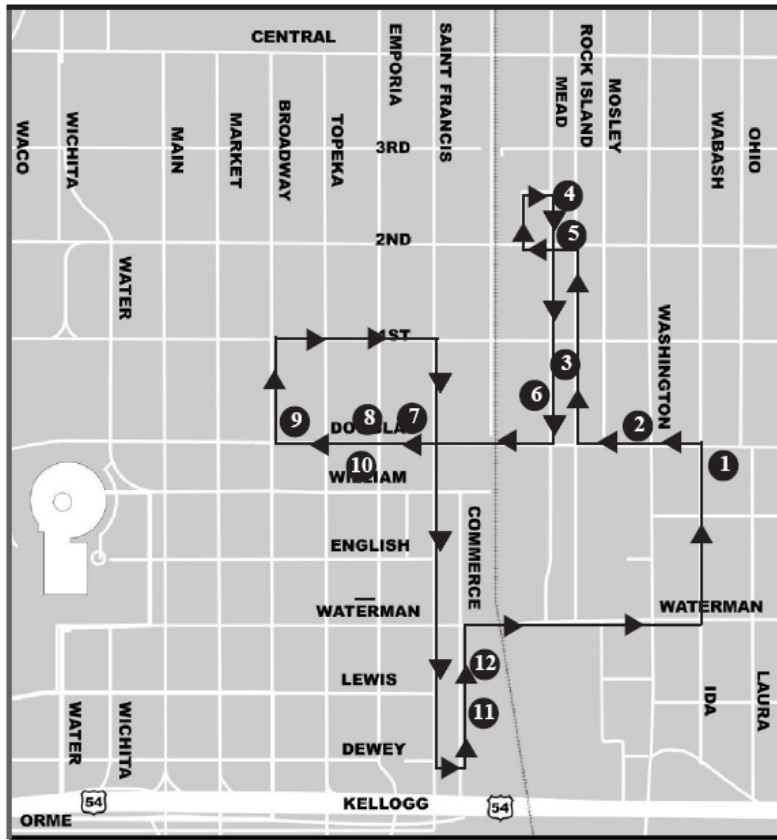 CENTRAL
EMPORIA
SAINT FRANCIS
ROCK ISLAND
MEAD
MOSLEY
WABASH
OHIO
WACO
WICHITA
MAIN
MARKET
BROADWAY
TOPEKA
3RD
4
2ND
5
WATER
1ST
WASHINGTON
3
6
7
8
9
2
DOUGLA
10
1
WILLIAM
COMMERCE
ENGLISH
WATERMAN
WATERMAN
12
LEWIS
11
IDA
LAURA
WATER
WICHITA
DEWEY
54
KELLOGG
54
ORME